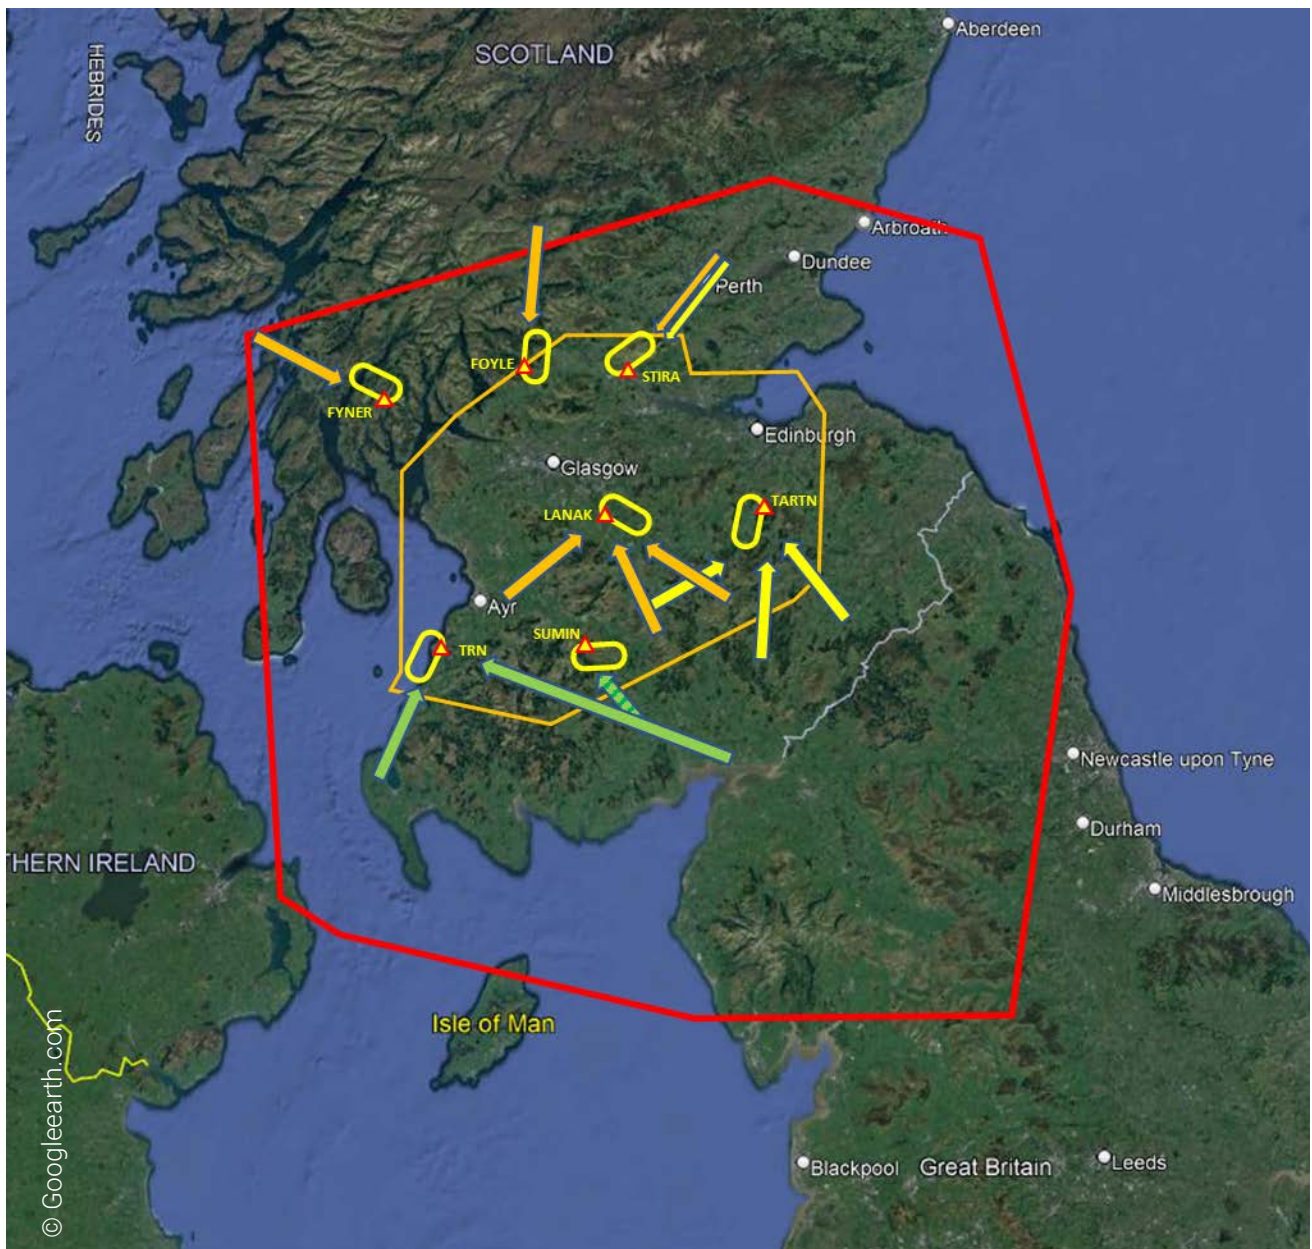 Aberdeen
SCOTLAND
HEBRIDES
Arbroath
Dundee
Perth
FOYLE
STIRA
FYNER
Edinburgh
Glasgow
TARTN
LANAK
Ayr
SUMIN
TRN
Newcastle upon Tyne
Durham
THERN IRELAND
Middlesbrough
Isle of Man
© Googleearth.com
Blackpool
Great Britain
Leeds